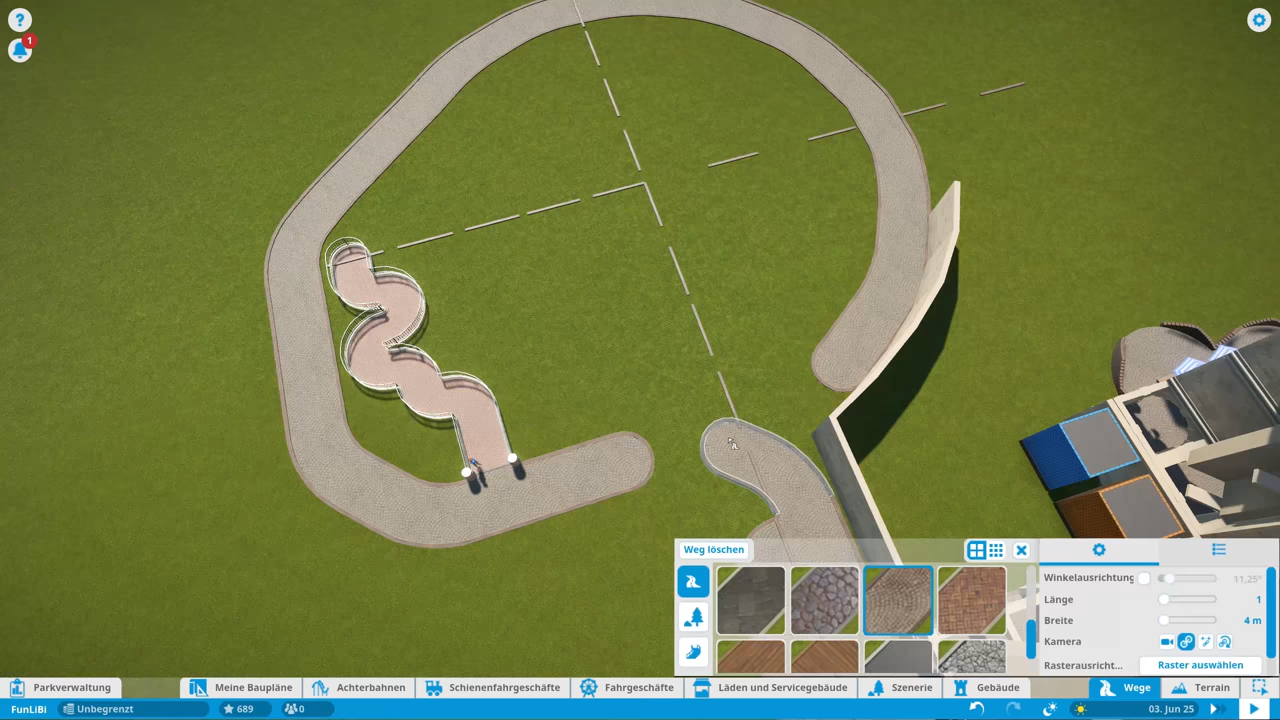 ?
1
Weg löschen
Winkelausrichtung
11,25°
Länge
1
Breite
4 m
Kamera
Rasterausricht...
Raster auswählen
Parkverwaltung
Meine Baupläne
Achterbahnen
Schienenfahrgeschäfte
Fahrgeschäfte
Läden und Servicegebäude
Szenerie
Gebäude
Wege
Terrain
FunLiBi
Unbegrenzt
689
0
03. Jun 25